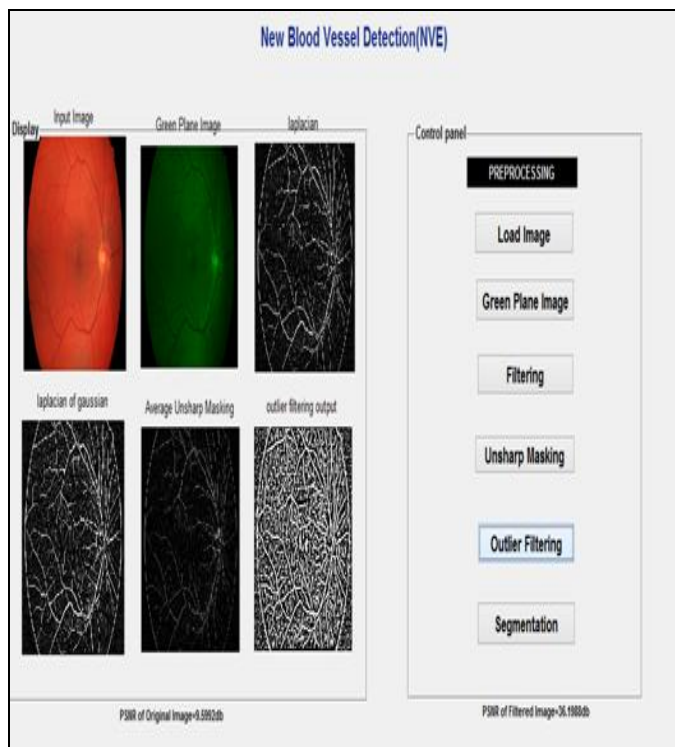 New Blood Vessel Detection(NVE)
Display
Input Image
Green Plane Image
laplacian
laplacian of gaussian
Average Unsharp Masking
outlier filtering output
PSNR of Original Image=9.5992db
Control panel
PREPROCESSING
Load Image
Green Plane Image
Filtering
Unsharp Masking
Outlier Filtering
Segmentation
PSNR of Filtered Image=36.1988db